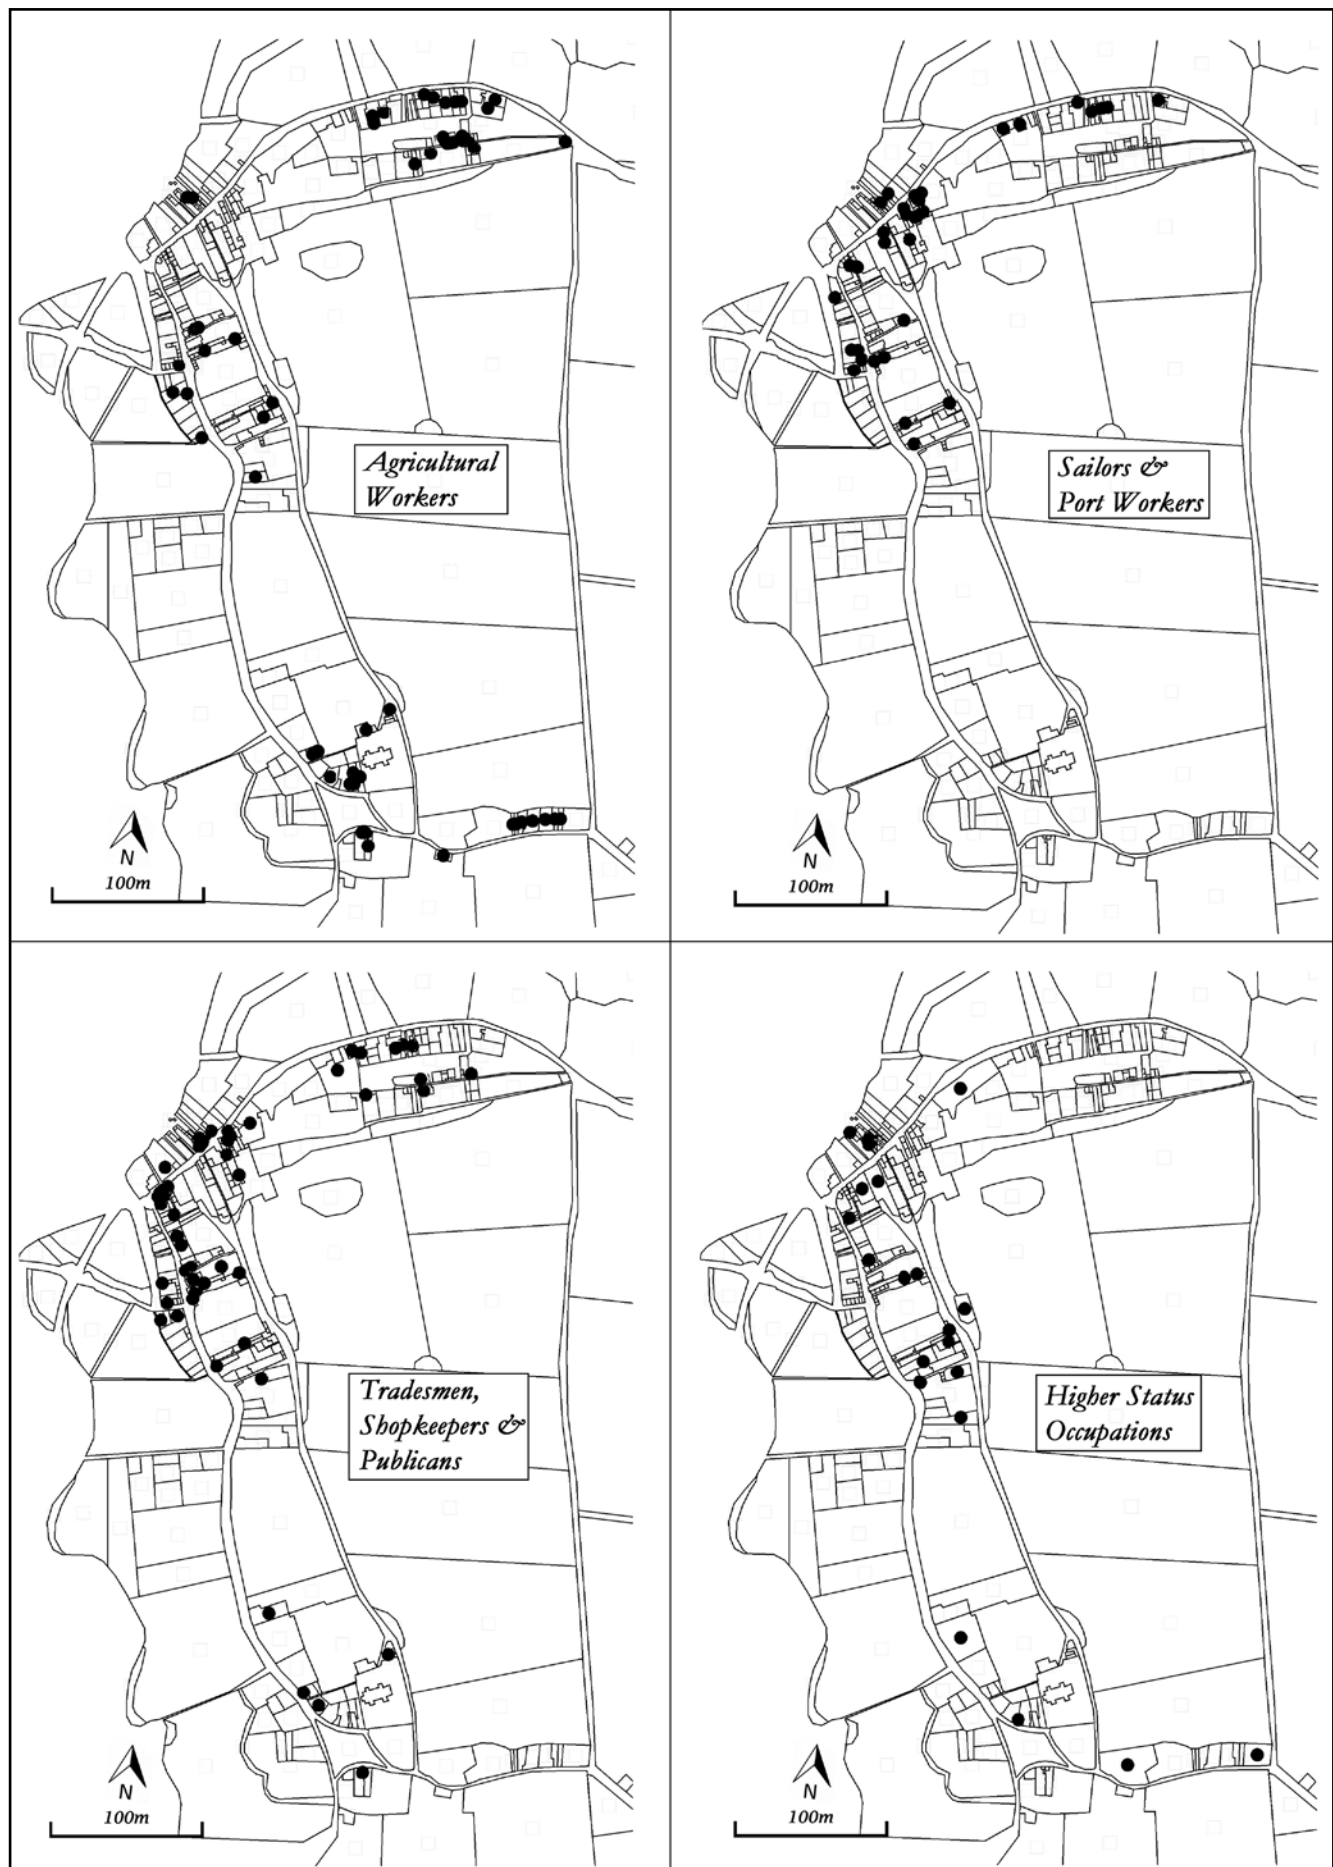 Agricultural
Workers
N
100m
Sailors &
Port Workers
N
100m
Tradesmen,
Shopkeepers &
Publicans
N
100m
Higher Status
Occupations
N
100m